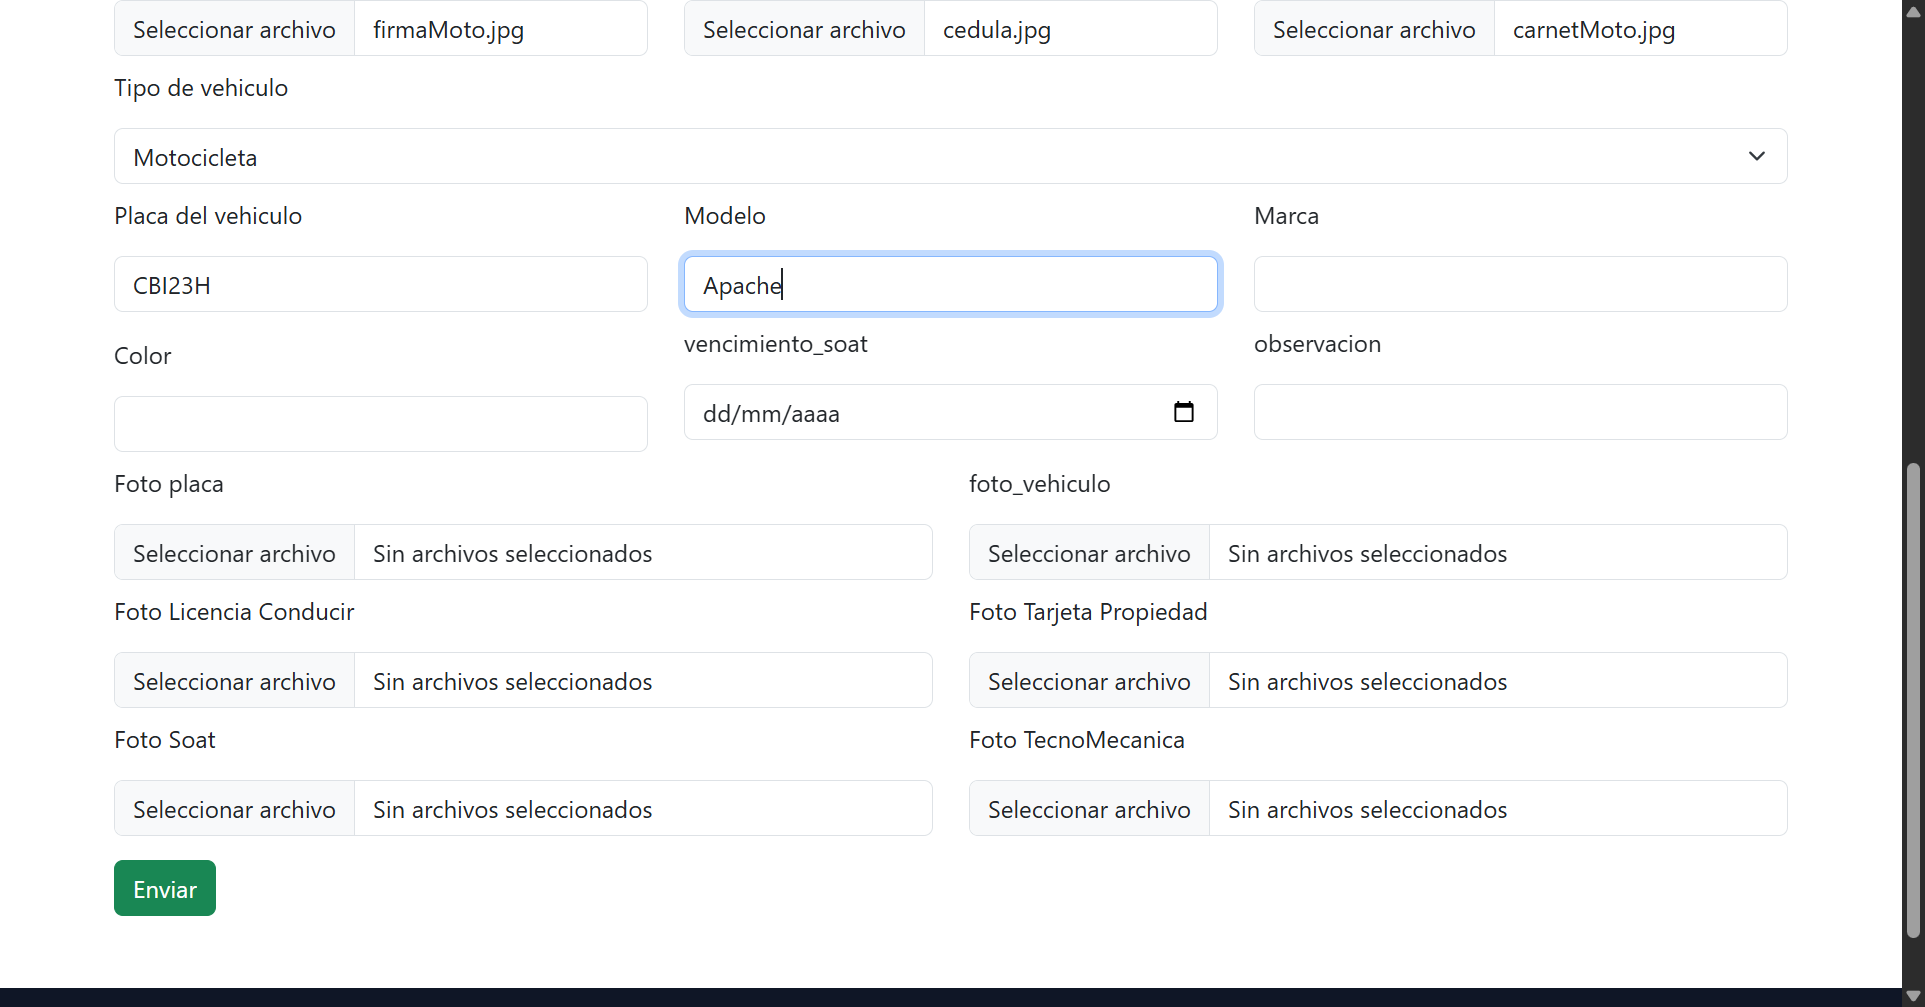 Seleccionar archivo firmaMoto.jpg Seleccionar archivo cedula.jpg Seleccionar archivo carnetMoto.jpg
Tipo de vehiculo
Motocicleta
Placa del vehiculo Modelo Marca
CBI23H Apache
Color vencimiento_soat observacion
dd/mm/aaaa
Foto placa foto_vehiculo
Seleccionar archivo Sin archivos seleccionados Seleccionar archivo Sin archivos seleccionados
Foto Licencia Conducir Foto Tarjeta Propiedad
Seleccionar archivo Sin archivos seleccionados Seleccionar archivo Sin archivos seleccionados
Foto Soat Foto TecnoMecanica
Seleccionar archivo Sin archivos seleccionados Seleccionar archivo Sin archivos seleccionados
Enviar